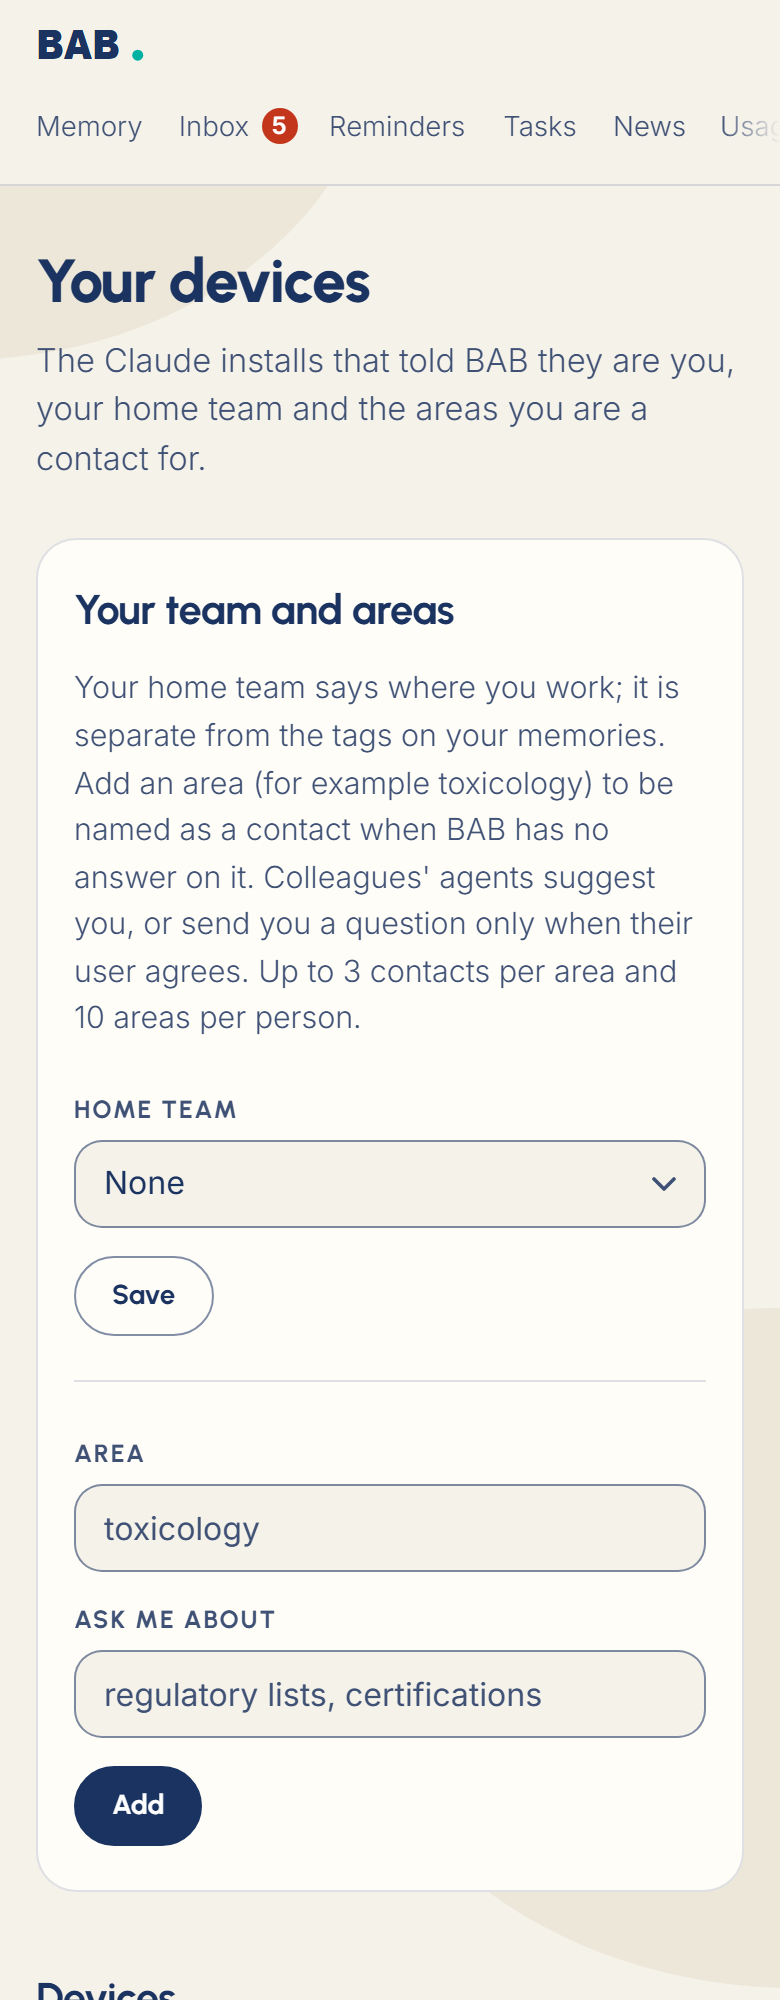 BAB.
Memory Inbox 5 Reminders Tasks News Usag
Your devices
The Claude installs that told BAB they are you,
your home team and the areas you are a
contact for.
Your team and areas
Your home team says where you work; it is
separate from the tags on your memories.
Add an area (for example toxicology) to be
named as a contact when BAB has no
answer on it. Colleagues' agents suggest
you, or send you a question only when their
user agrees. Up to 3 contacts per area and
10 areas per person.
HOME TEAM
None
Save
AREA
toxicology
ASK ME ABOUT
regulatory lists, certifications
Add
Devices